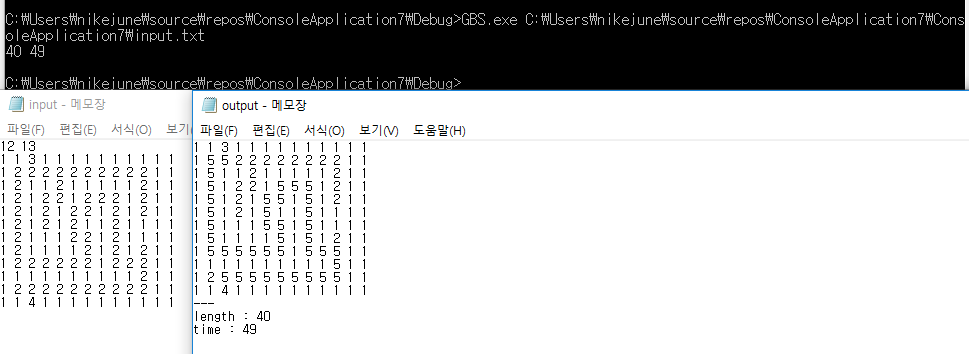 C:\Users\nikejune\source\repos\ConsoleApplication7\Debug>GBS.exe C:\Users\nikejune\source\repos\ConsoleApplication7\Cons
oleApplication7\input.txt
40 49
C:\Users\nikejune\source\repos\ConsoleApplication7\Debug>
input - 메모장
파일(F) 편집(E) 서식(O) 보기
12 13
1 1 3 1 1 1 1 1 1 1 1 1 1
1 2 2 2 2 2 2 2 2 2 2 1 1
1 2 1 1 2 1 1 1 1 1 2 1 1
1 2 1 2 2 1 2 2 2 1 2 1 1
1 2 1 2 1 2 2 1 2 1 2 1 1
1 2 1 2 1 2 1 1 2 1 1 1 1
1 2 1 1 1 2 2 1 2 1 1 1 1
1 2 1 1 1 1 2 1 2 1 2 1 1
1 2 2 2 2 2 2 1 2 2 2 1 1
1 1 1 1 1 1 1 1 1 1 2 1 1
1 2 2 2 2 2 2 2 2 2 2 1 1
1 1 4 1 1 1 1 1 1 1 1 1 1
output - 메모장
파일(F) 편집(E) 서식(O) 보기(V) 도움말(H)
1 1 3 1 1 1 1 1 1 1 1 1 1
1 5 5 2 2 2 2 2 2 2 2 1 1
1 5 1 1 2 1 1 1 1 1 2 1 1
1 5 1 2 2 1 5 5 5 1 2 1 1
1 5 1 2 1 5 5 1 5 1 2 1 1
1 5 1 2 1 5 1 1 5 1 1 1 1
1 5 1 1 1 5 5 1 5 1 1 1 1
1 5 1 1 1 1 5 1 5 1 2 1 1
1 5 5 5 5 5 5 1 5 5 5 1 1
1 1 1 1 1 1 1 1 1 1 5 1 1
1 2 5 5 5 5 5 5 5 5 5 1 1
1 1 4 1 1 1 1 1 1 1 1 1 1
---
length : 40
time : 49